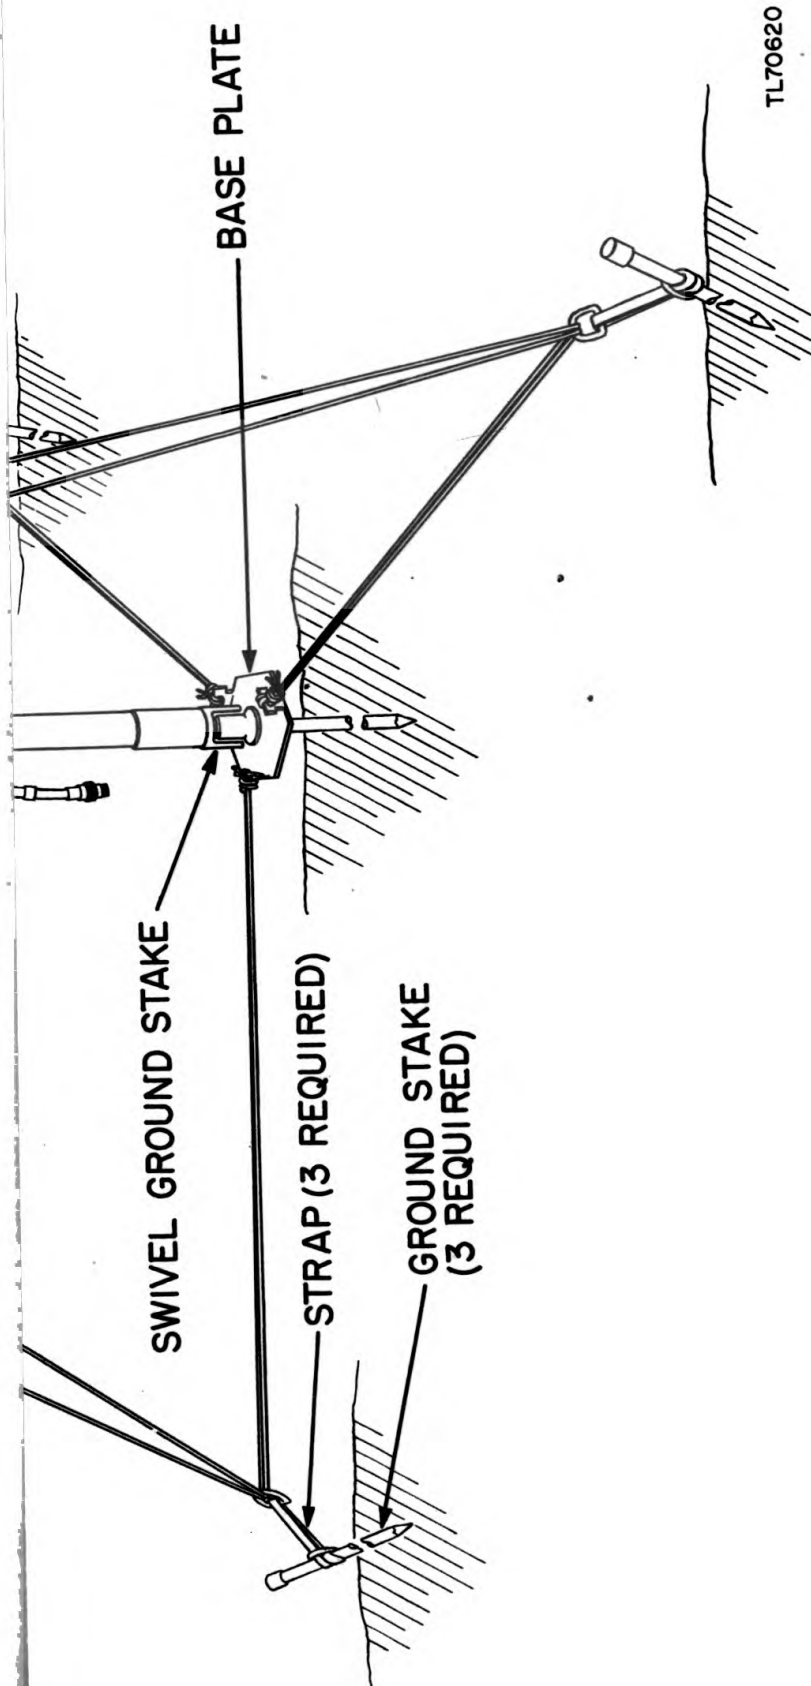 BASE PLATE
SWIVEL GROUND STAKE
STRAP (3 REQUIRED)
GROUND STAKE
(3 REQUIRED)
TL70620